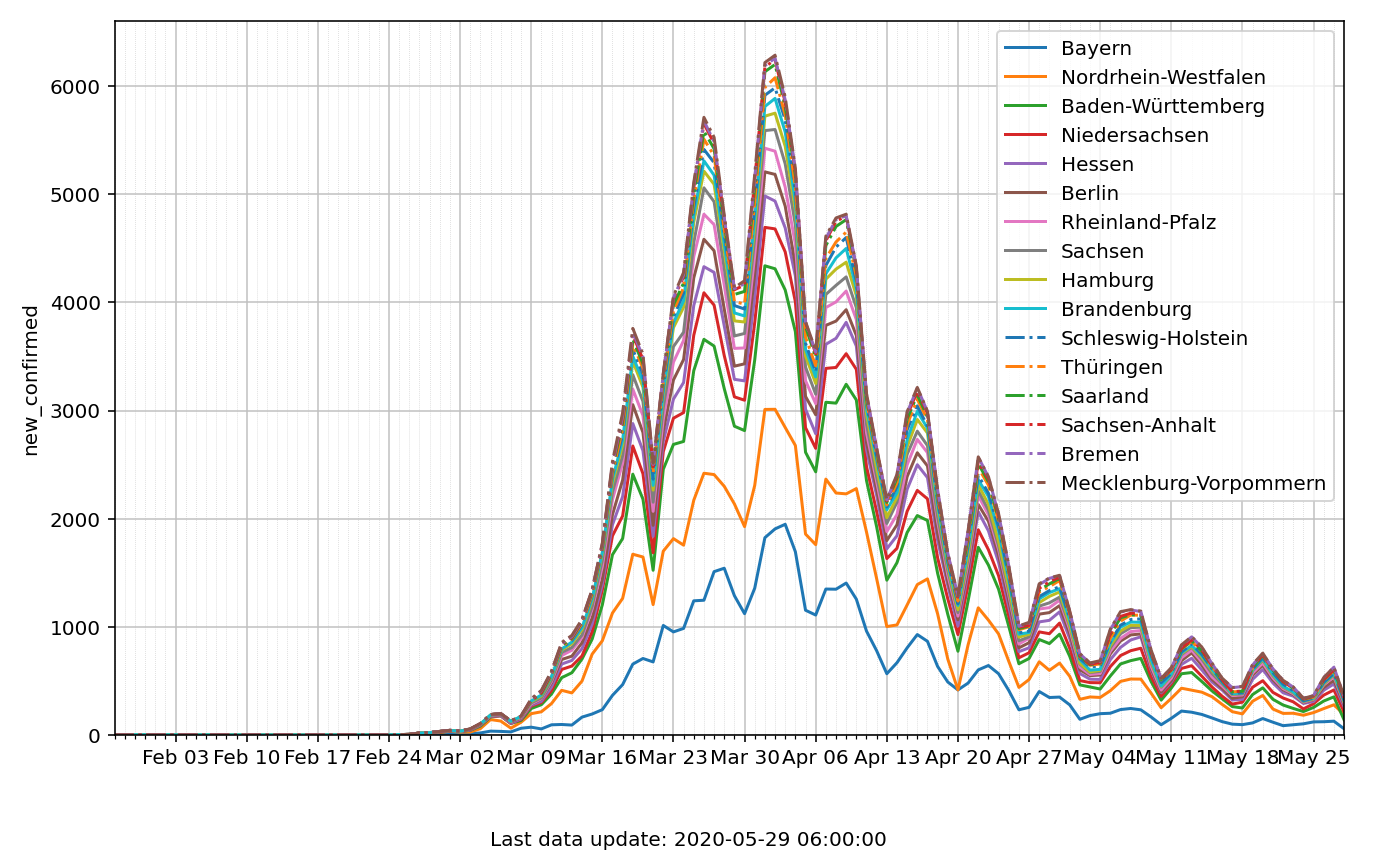 6000
5000
4000
3000
2000
1000
0
new_confirmed
Bayern
Nordrhein-Westfalen
Baden-Württemberg
Niedersachsen
Hessen
Berlin
Rheinland-Pfalz
Sachsen
Hamburg
Brandenburg
Schleswig-Holstein
Thüringen
Saarland
Sachsen-Anhalt
Bremen
Mecklenburg-Vorpommern
Feb 03 Feb 10 Feb 17 Feb 24 Mar 02 Mar 09 Mar 16 Mar 23 Mar 30 Apr 06 Apr 13 Apr 20 Apr 27 May 04 May 11 May 18 May 25
Last data update: 2020-05-29 06:00:00